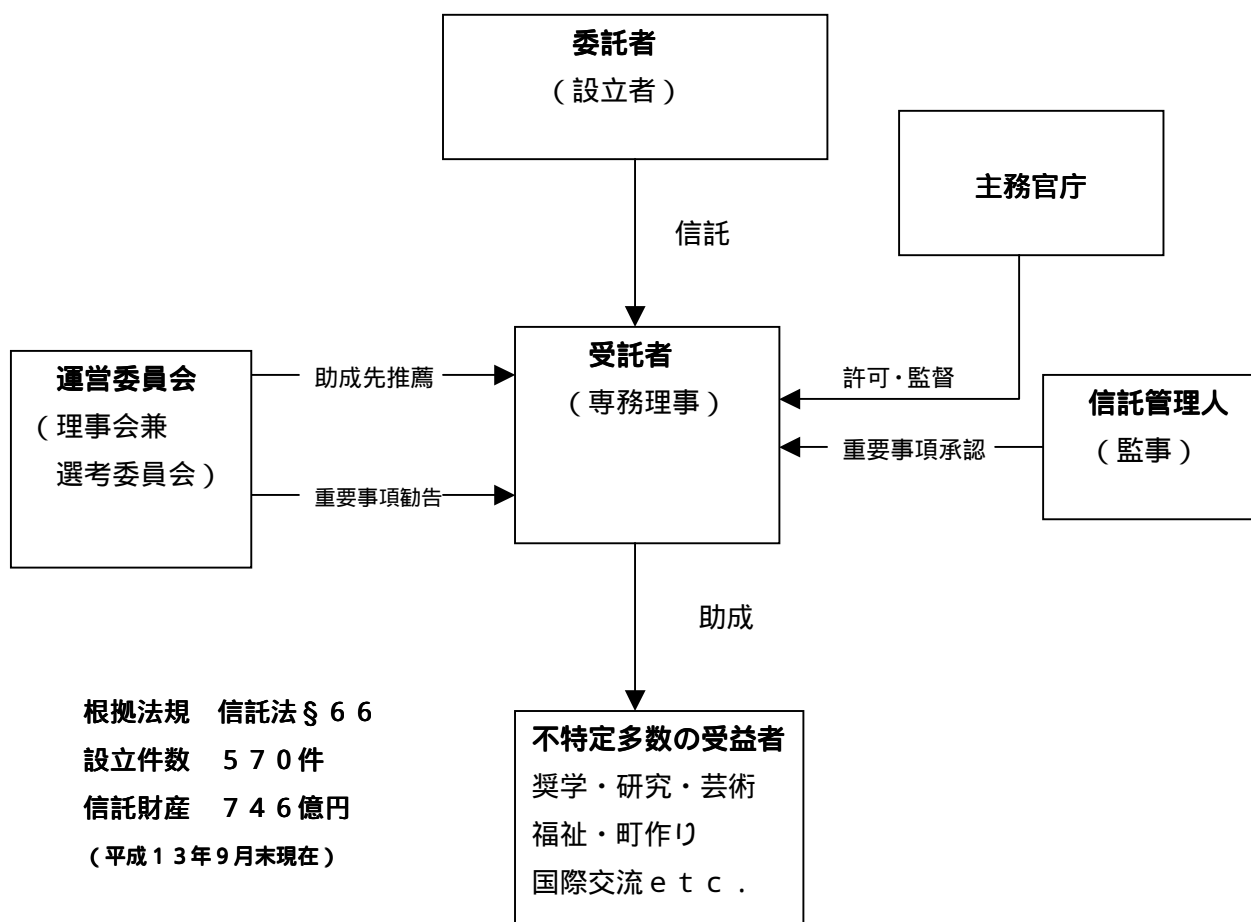 委託者
（設立者）
主務官庁
信託
受託者
（専務理事）
運営委員会
（理事会兼
選考委員会）
助成先推薦
重要事項勧告
許可・監督
重要事項承認
信託管理人
（監事）
助成
根拠法規　信託法§６６
設立件数　５７０件
信託財産　７４６億円
（平成１３年９月末現在）
不特定多数の受益者
奨学・研究・芸術
福祉・町作り
国際交流ｅｔｃ．